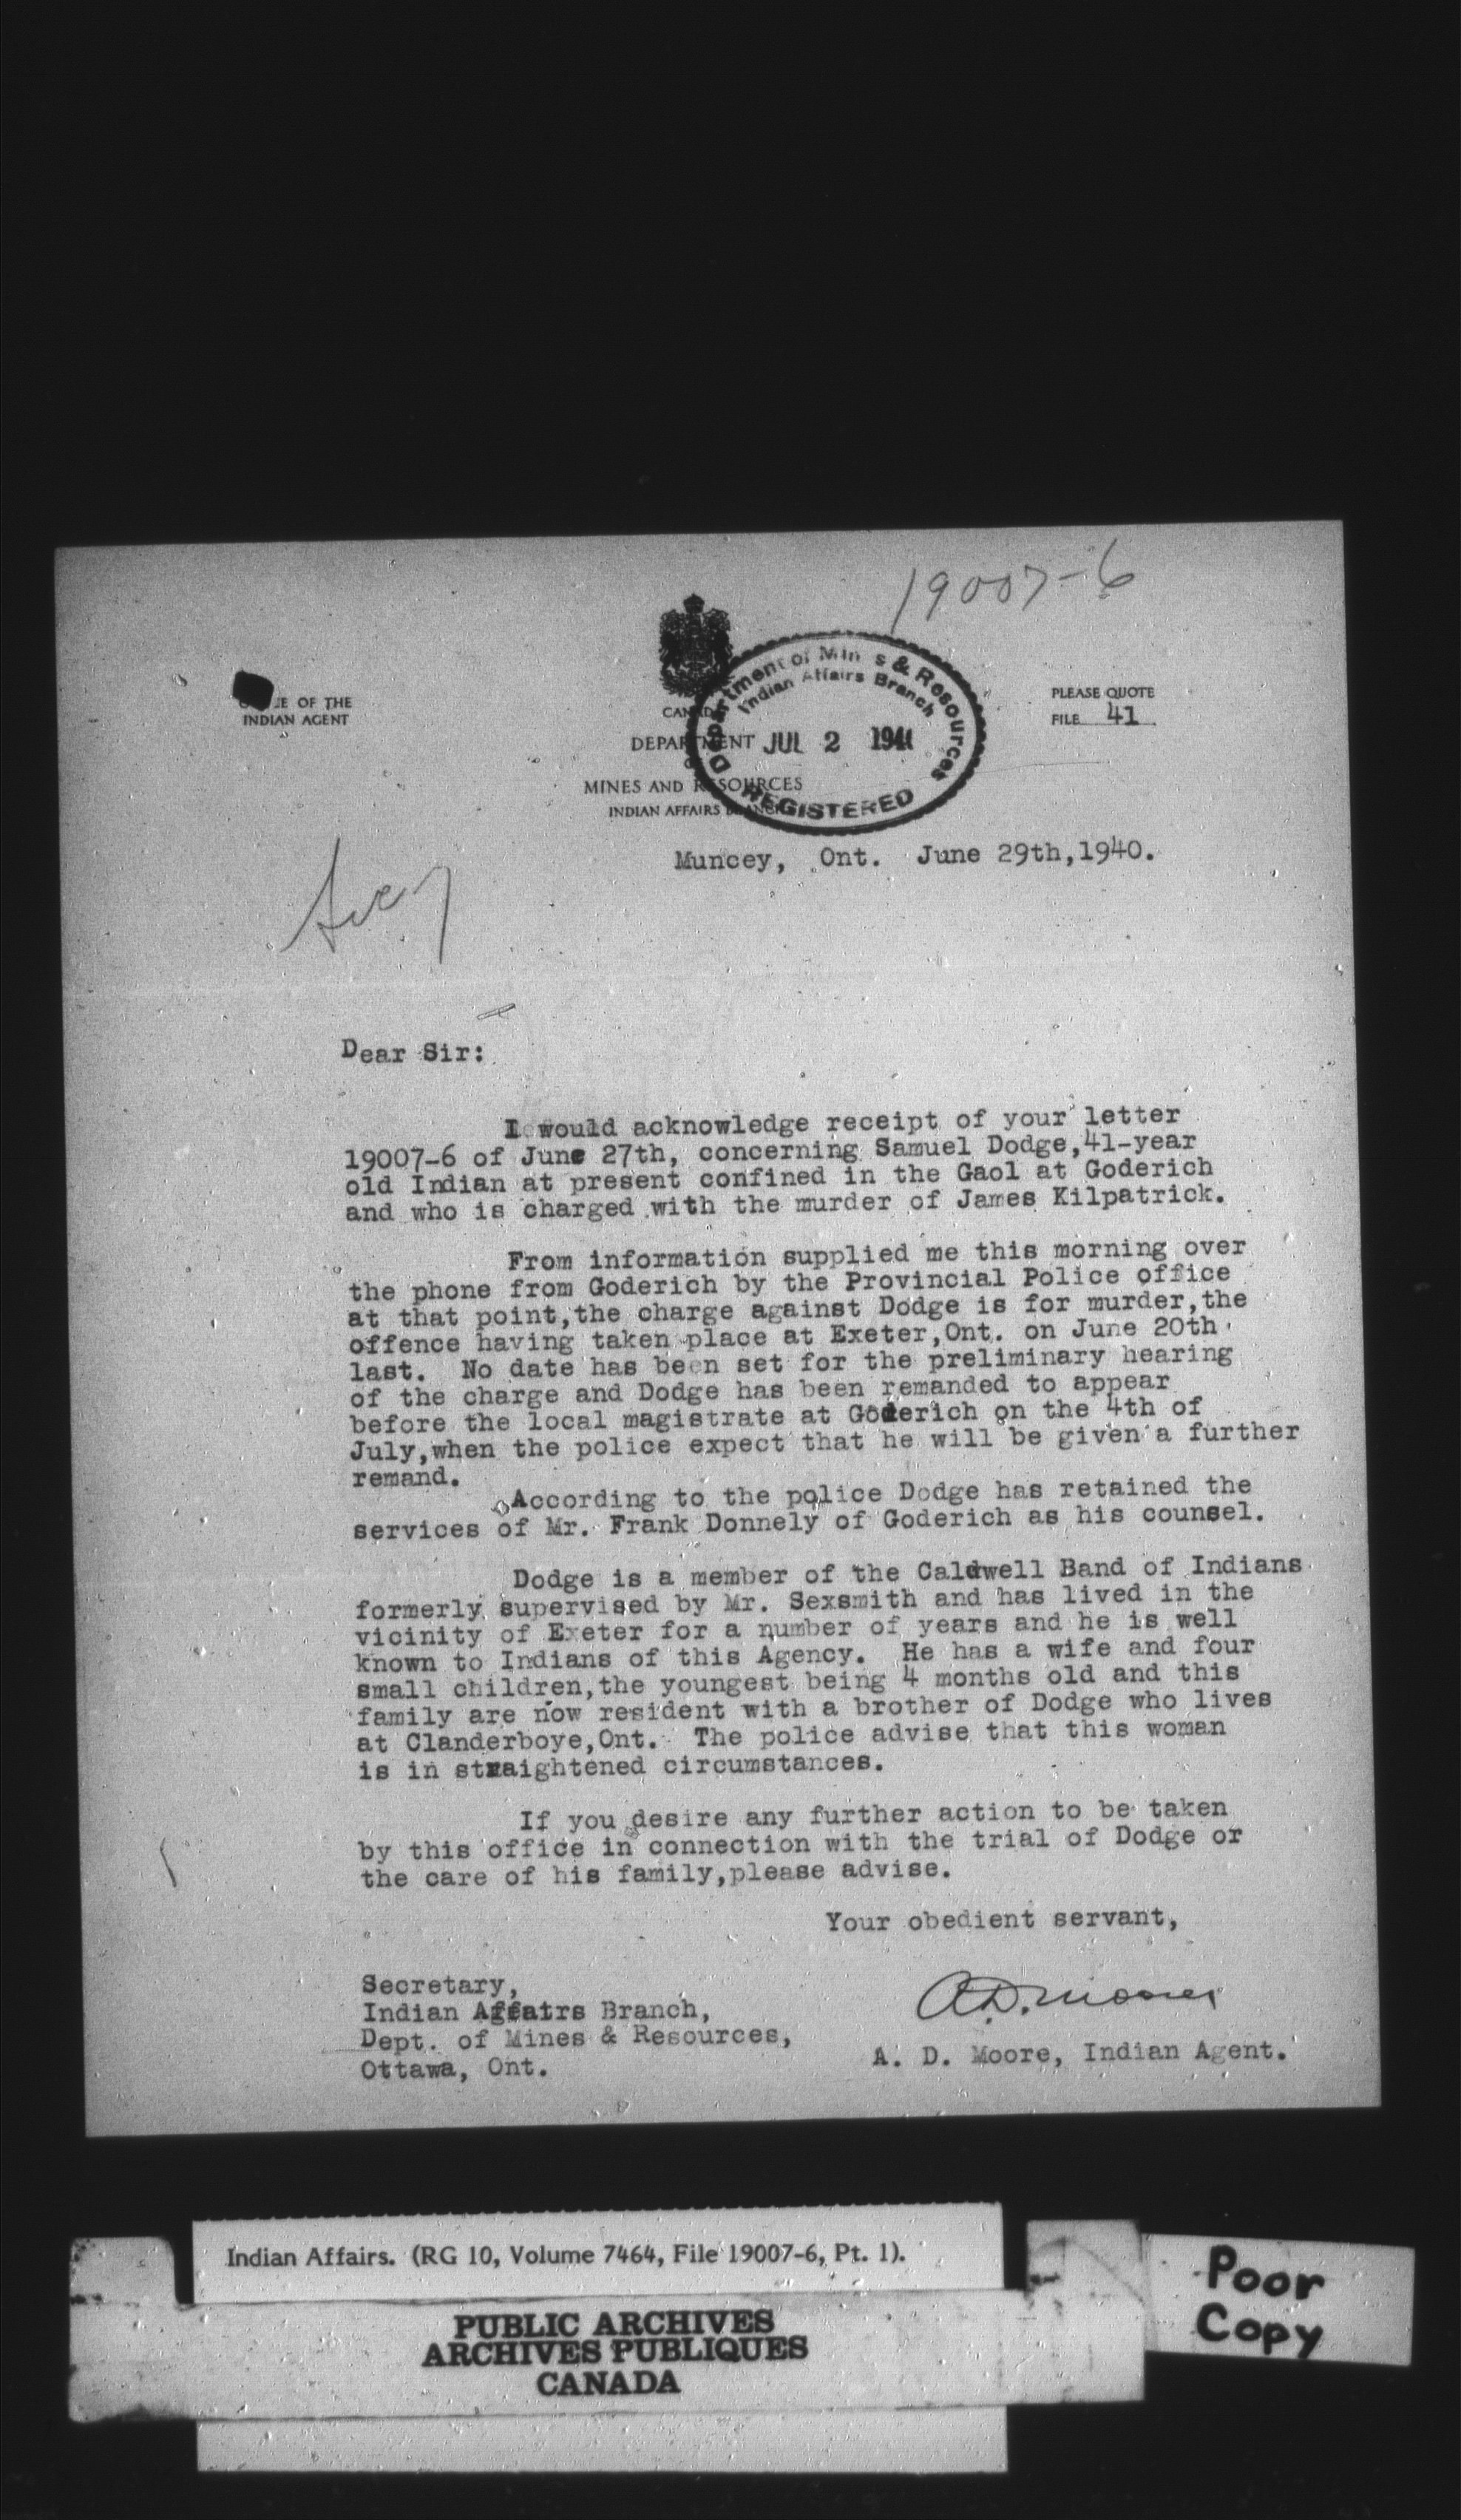 19007-6
OF THE
INDIAN AGENT
CANADA
DEPARTMENT
OF
MINES AND RESOURCES
INDIAN AFFAIRS BRANCH
Department of Mines & Resources
Indian Affairs Branch
JUL 2 194
REGISTERED
PLEASE QUOTE
FILE 41
Muncey, Ont. June 29th,1940.
Dear Sir:
I would acknowledge receipt of your letter
19007-6 of June 27th, concerning Samuel Dodge,41-year
old Indian at present confined in the Gaol at Goderich
and who is charged with the murder of James Kilpatrick.
From information supplied me this morning over
the phone from Goderich by the Provincial Police office
at that point,the charge against Dodge is for murder,the
offence having taken place at Exeter,Ont. on June 20th
last. No date has been set for the preliminary hearing
of the charge and Dodge has been remanded to appear
before the local magistrate at Goderich on the 4th of
July,when the police expect that he will be given a further
remand.
According to the police Dodge has retained the
services of Mr. Frank Donnely of Goderich as his counsel.
Dodge is a member of the Caldwell Band of Indians
formerly supervised by Mr. Sexsmith and has lived in the
vicinity of Exeter for a number of years and he is well
known to Indians of this Agency. He has a wife and four
small children,the youngest being 4 months old and this
family are now resident with a brother of Dodge who lives
at Clanderboye,Ont. The police advise that this woman
is in straightened circumstances.
If you desire any further action to be taken
by this office in connection with the trial of Dodge or
the care of his family,please advise.
Your obedient servant,
Secretary,
Indian Affairs Branch,
Dept. of Mines & Resources,
Ottawa, Ont.
A.D. Moore
A. D. Moore, Indian Agent.
Indian Affairs. (RG 10, Volume 7464, File 19007-6, Pt. 1).
PUBLIC ARCHIVES
ARCHIVES PUBLIQUES
CANADA
Poor
Copy